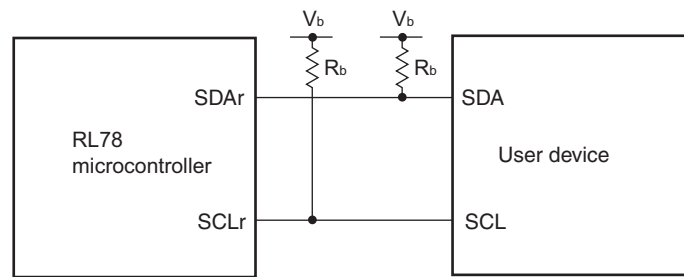 Vb Vb
Rb Rb
SDAr SDA
RL78
microcontroller
User device
SCLr SCL